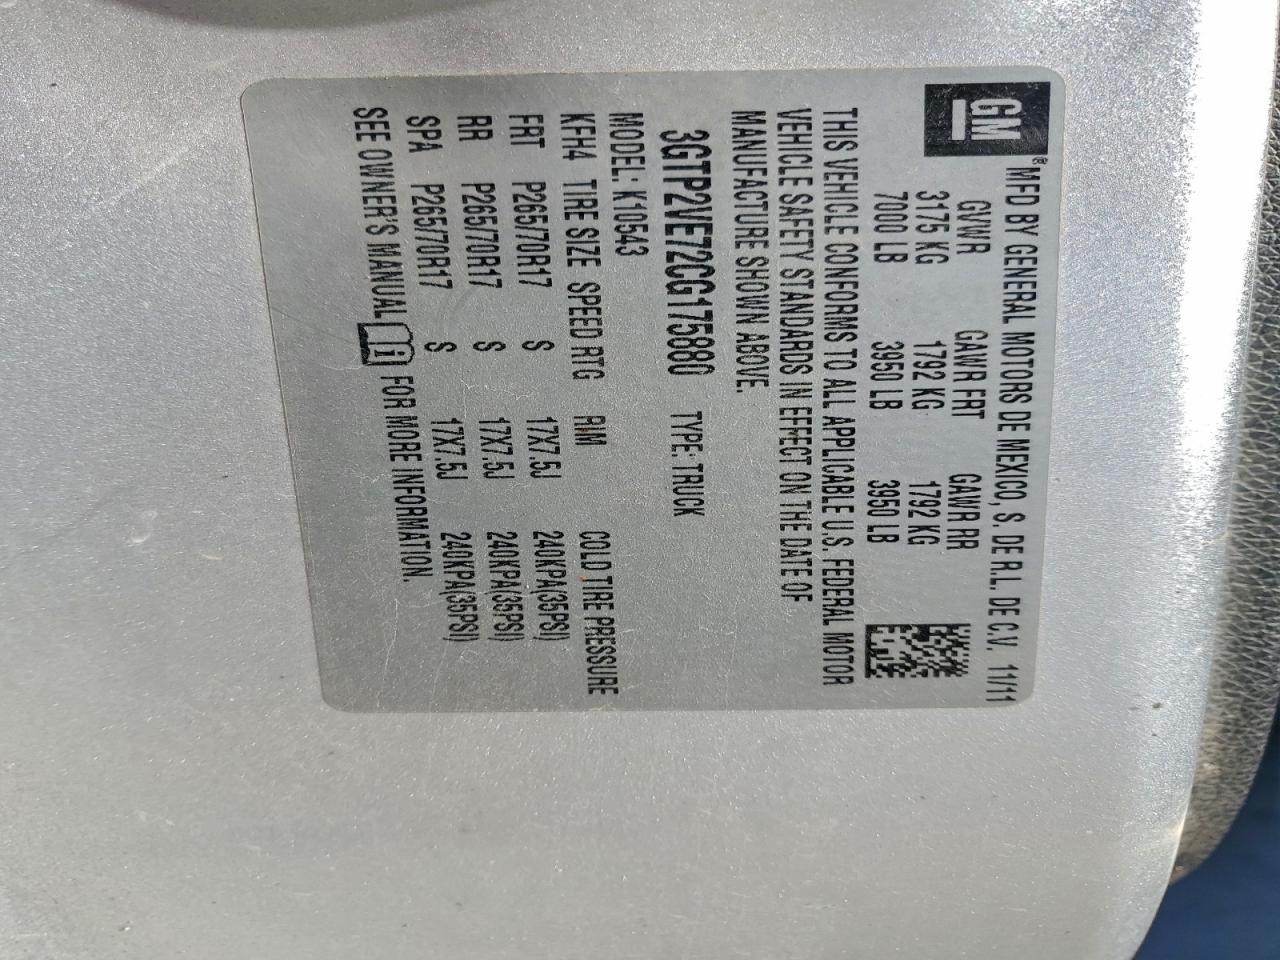 GM
® MFD BY GENERAL MOTORS DE MEXICO, S. DE R.L. DE C.V. 11/11
GVWR GAWR FRT GAWR RR
3175 KG 1792 KG 1792 KG
7000 LB 3950 LB 3950 LB
THIS VEHICLE CONFORMS TO ALL APPLICABLE U.S. FEDERAL MOTOR
VEHICLE SAFETY STANDARDS IN EFFECT ON THE DATE OF
MANUFACTURE SHOWN ABOVE.
3GTP2VE72CG175880 TYPE: TRUCK
MODEL: K10543
KFH4 TIRE SIZE SPEED RTG RIM COLD TIRE PRESSURE
FRT P265/70R17 S 17X7.5J 240KPA(35PSI)
RR P265/70R17 S 17X7.5J 240KPA(35PSI)
SPA P265/70R17 S 17X7.5J 240KPA(35PSI)
SEE OWNER'S MANUAL i FOR MORE INFORMATION.